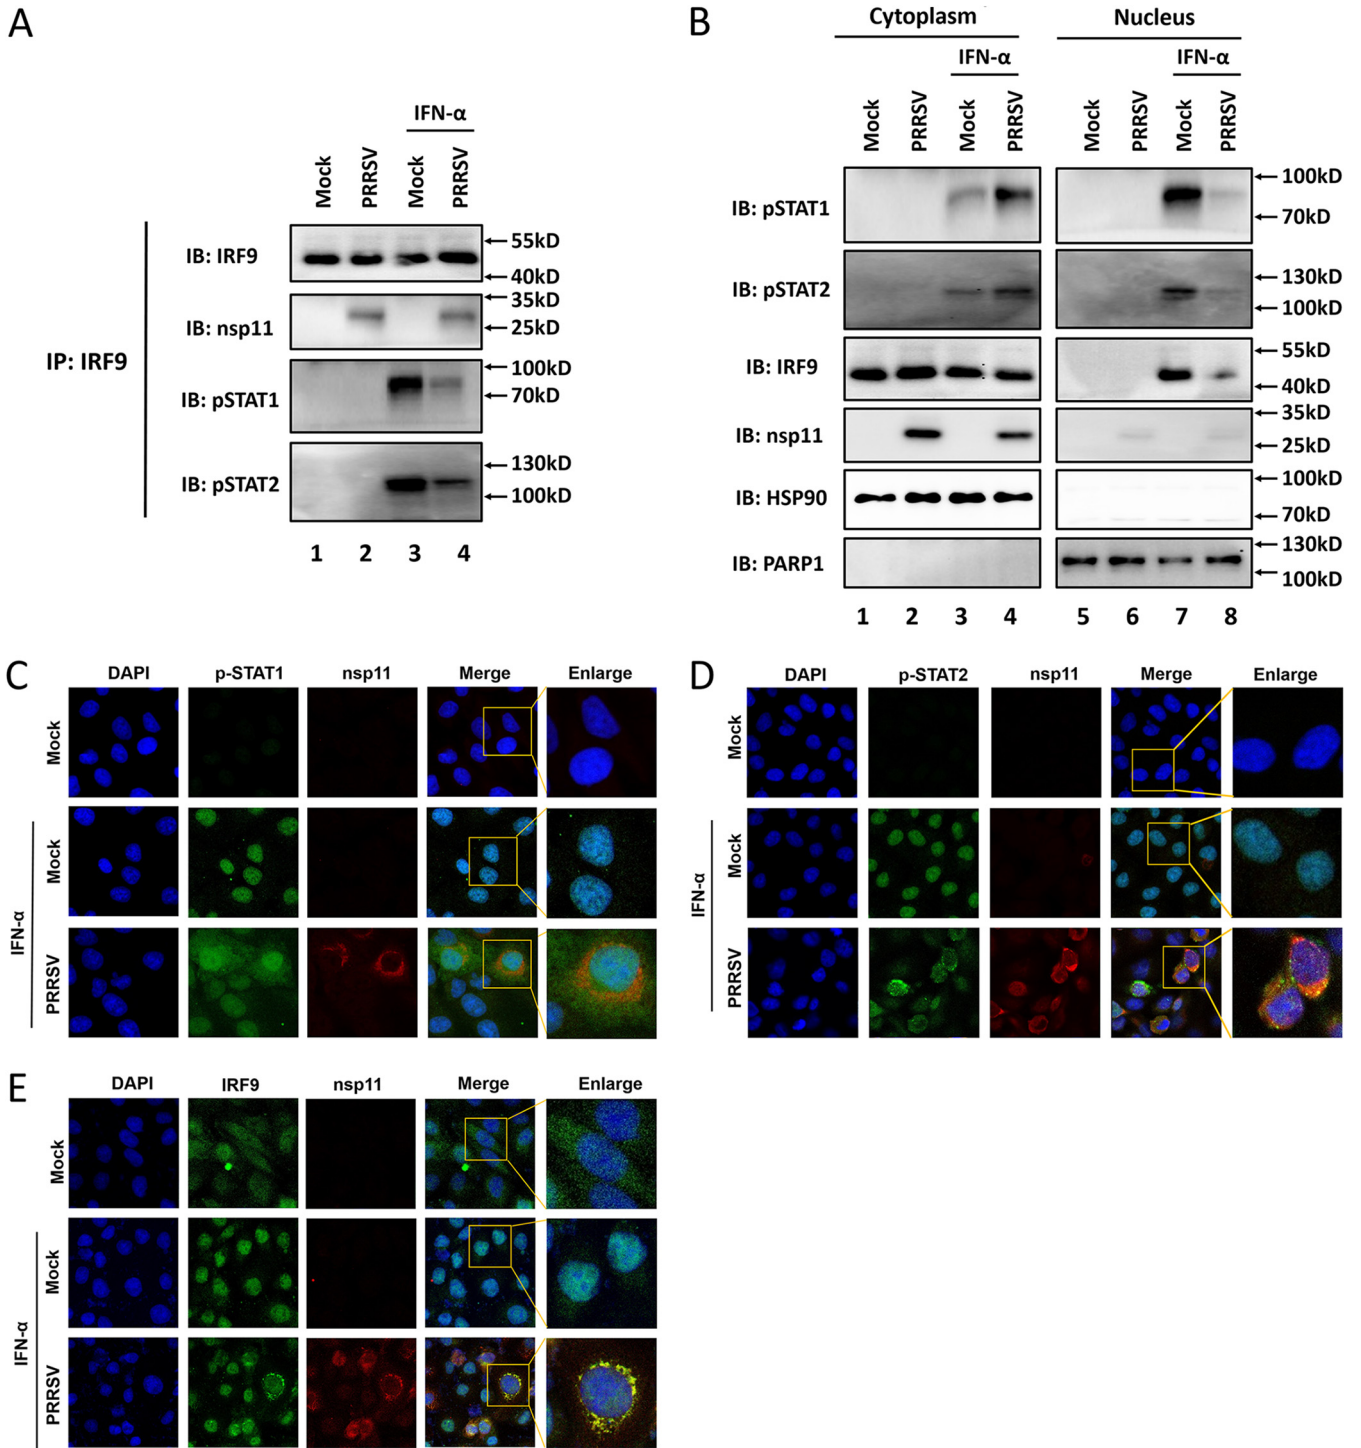 A
IFN-α
Mock
PRRSV
Mock
PRRSV
IP: IRF9
IB: IRF9
55kD
40kD
IB: nsp11
35kD
25kD
IB: pSTAT1
100kD
70kD
IB: pSTAT2
130kD
100kD
1 2 3 4
B
Cytoplasm Nucleus
IFN-α IFN-α
Mock
PRRSV
Mock
PRRSV
Mock
PRRSV
Mock
PRRSV
IB: pSTAT1
100kD
70kD
IB: pSTAT2
130kD
100kD
IB: IRF9
55kD
40kD
IB: nsp11
35kD
25kD
IB: HSP90
100kD
70kD
IB: PARP1
130kD
100kD
1 2 3 4 5 6 7 8
C
DAPI p-STAT1 nsp11 Merge Enlarge
Mock
IFN-α
Mock
PRRSV
D
DAPI p-STAT2 nsp11 Merge Enlarge
Mock
IFN-α
Mock
PRRSV
E
DAPI IRF9 nsp11 Merge Enlarge
Mock
IFN-α
Mock
PRRSV